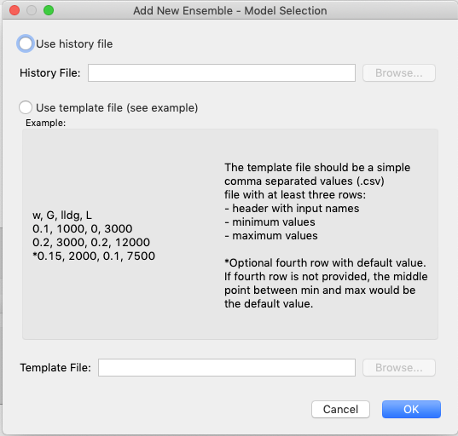 Add New Ensemble - Model Selection
Use history file
History File:
Browse...
Use template file (see example)
Example:
w, G, lldg, L
0.1, 1000, 0, 3000
0.2, 3000, 0.2, 12000
*0.15, 2000, 0.1, 7500
The template file should be a simple
comma separated values (.csv)
file with at least three rows:
- header with input names
- minimum values
- maximum values
*Optional fourth row with default value.
If fourth row is not provided, the middle
point between min and max would be
the default value.
Template File:
Browse...
Cancel
OK